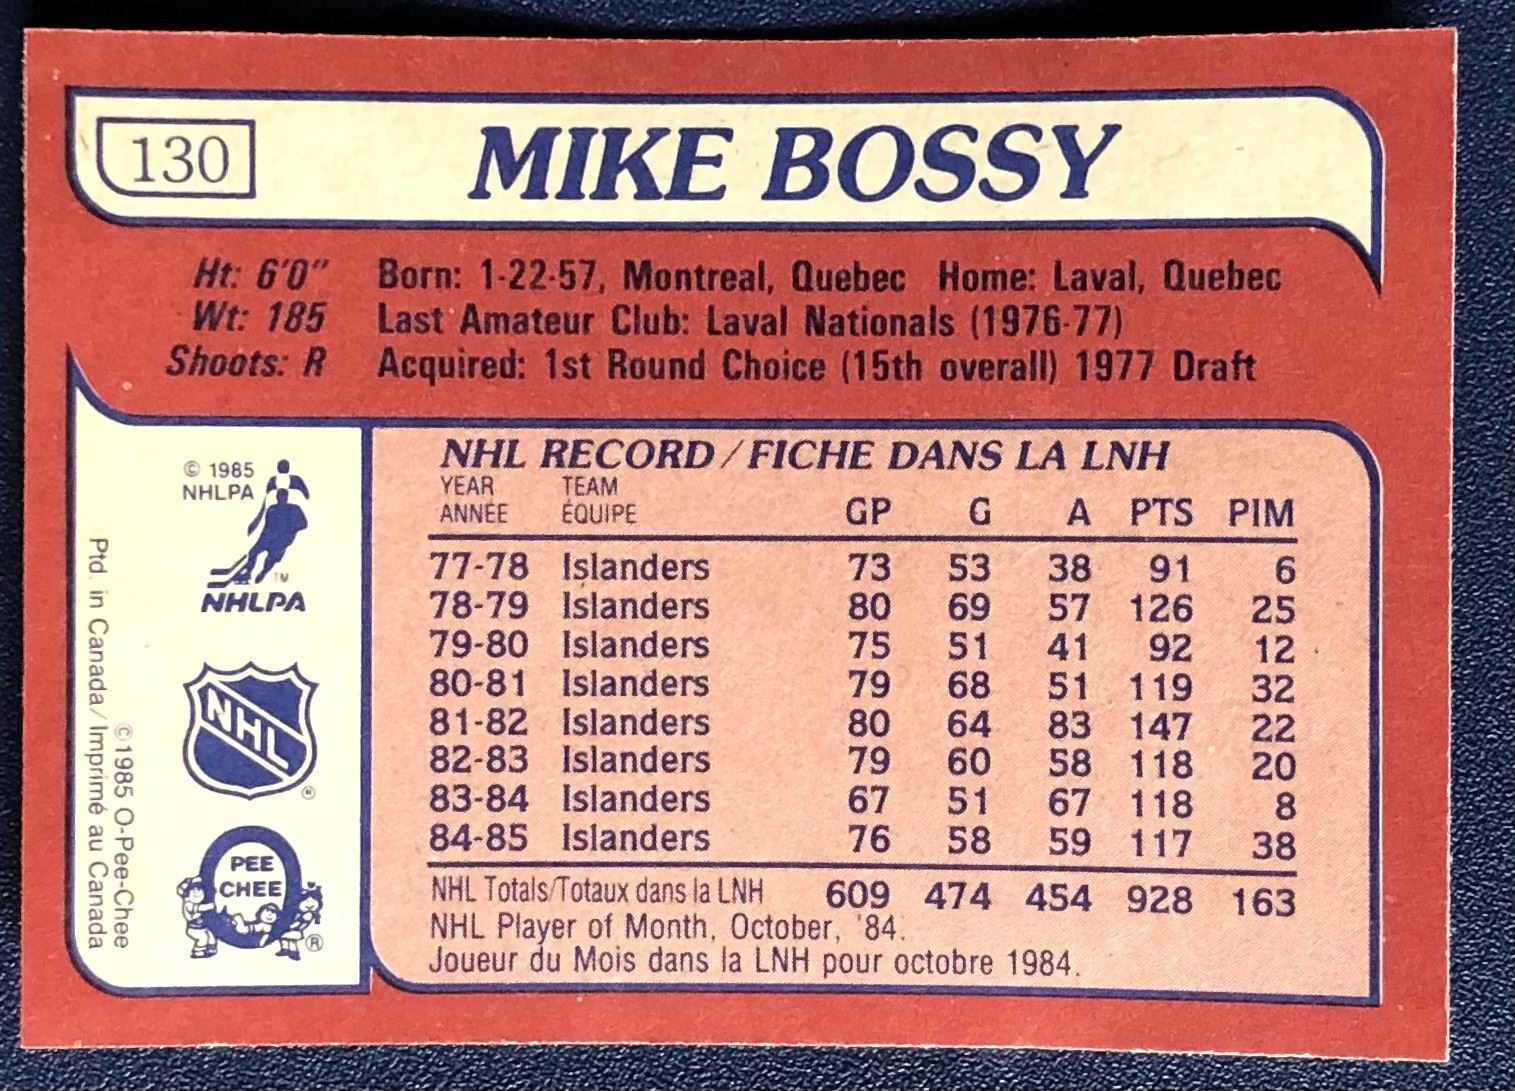 130
MIKE BOSSY
Ht: 6'0" Born: 1-22-57, Montreal, Quebec Home: Laval, Quebec
Wt: 185 Last Amateur Club: Laval Nationals (1976-77)
Shoots: R Acquired: 1st Round Choice (15th overall) 1977 Draft
© 1985
NHLPA
TM
NHLPA
NHL
®
PEE
CHEE
®
©1985 O-Pee-Chee
Ptd. in Canada/Imprimé au Canada
NHL RECORD/FICHE DANS LA LNH
YEAR TEAM
ANNÉE ÉQUIPE GP G A PTS PIM
77-78 Islanders 73 53 38 91 6
78-79 Islanders 80 69 57 126 25
79-80 Islanders 75 51 41 92 12
80-81 Islanders 79 68 51 119 32
81-82 Islanders 80 64 83 147 22
82-83 Islanders 79 60 58 118 20
83-84 Islanders 67 51 67 118 8
84-85 Islanders 76 58 59 117 38
NHL Totals/Totaux dans la LNH 609 474 454 928 163
NHL Player of Month, October, '84.
Joueur du Mois dans la LNH pour octobre 1984.